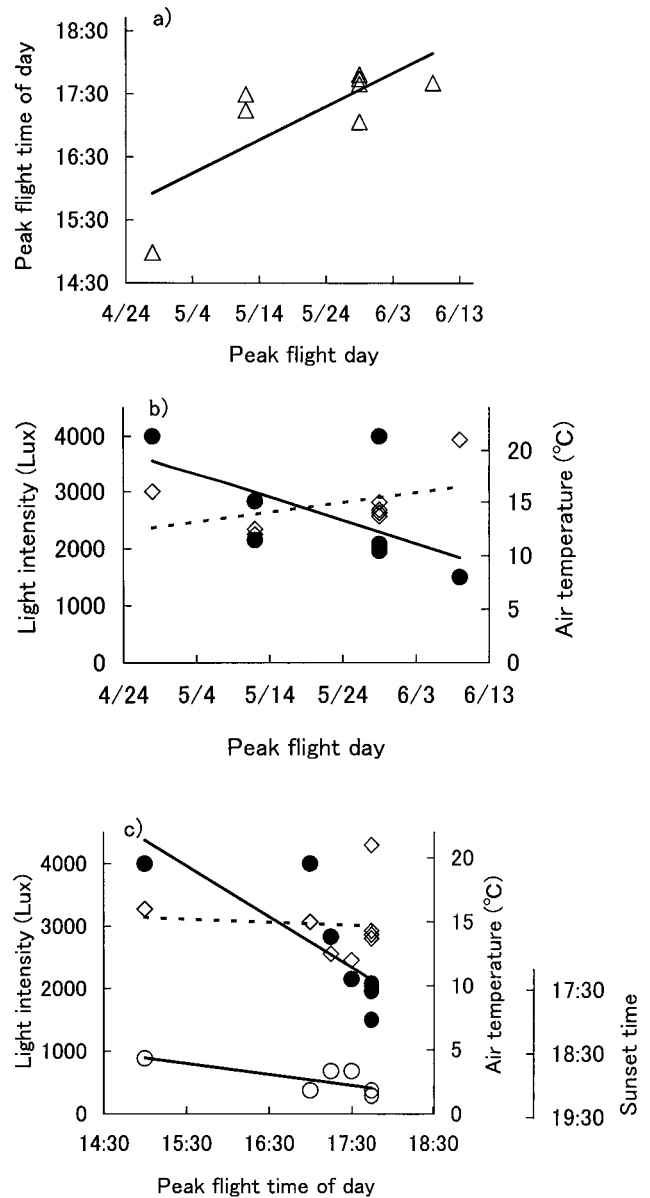 a)
Peak flight time of day
18:30
17:30
16:30
15:30
14:30
4/24 5/4 5/14 5/24 6/3 6/13
Peak flight day
b)
Light intensity (Lux)
4000
3000
2000
1000
0
20
15
10
5
0
Air temperature (°C)
4/24 5/4 5/14 5/24 6/3 6/13
Peak flight day
c)
Light intensity (Lux)
4000
3000
2000
1000
0
20
15
10
5
0
Air temperature (°C)
17:30
18:30
19:30
Sunset time
14:30 15:30 16:30 17:30 18:30
Peak flight time of day